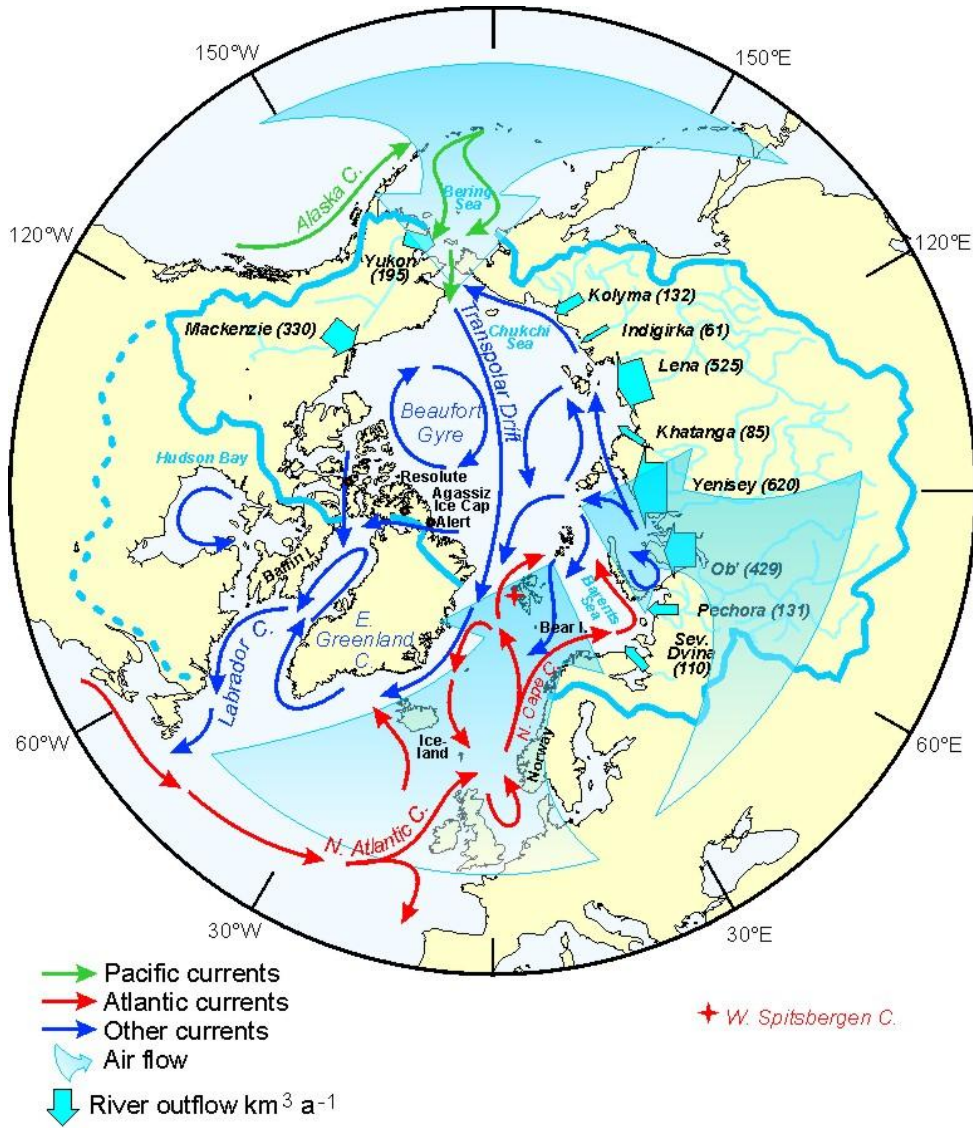 150°W
150°E
Alaska C.
Bering
Sea
120°W
120°E
Yukon
(195)
Kolyma (132)
Mackenzie (330)
Transpolar Drift
Chukchi
Sea
Indigirka (61)
Lena (525)
Beaufort
Gyre
Khatanga (85)
Hudson Bay
Resolute
Agassiz
Ice Cap
Alert
Yenisey (620)
Baffin I.
Ob' (429)
Barents
Sea
Pechora (131)
E.
Greenland
C.
Bear I.
Sev.
Dvina
(110)
Labrador C.
N. Cape C.
60°W
60°E
Ice-
land
Norway
N. Atlantic C.
30°W
30°E
Pacific currents
Atlantic currents
Other currents
Air flow
River outflow km³ a⁻¹
W. Spitsbergen C.